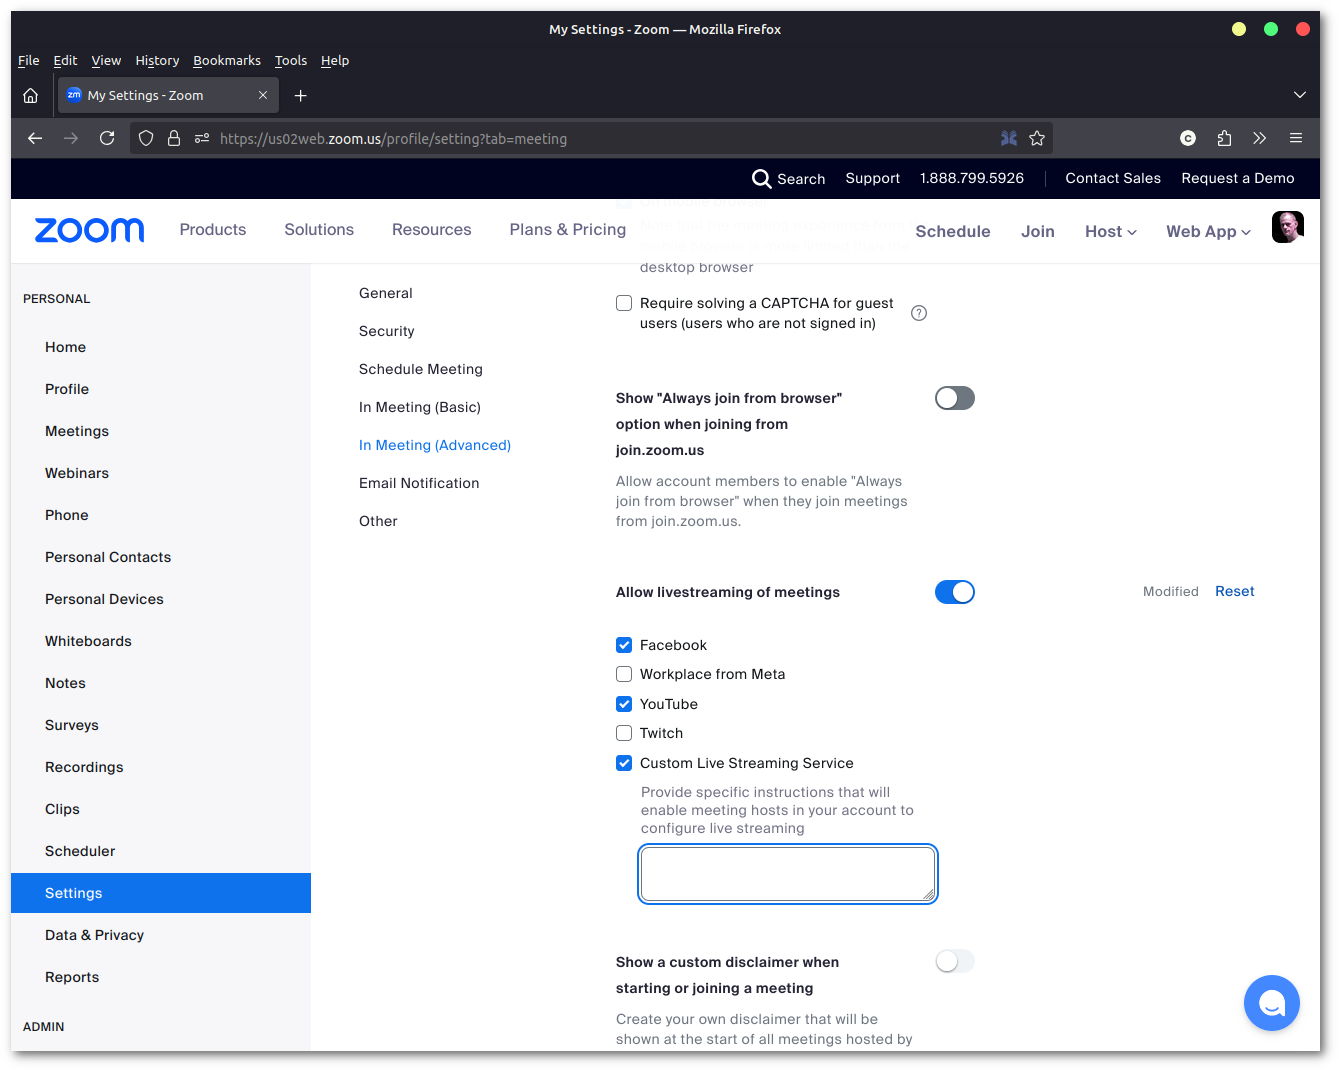 My Settings - Zoom — Mozilla Firefox
File Edit View History Bookmarks Tools Help
zm My Settings - Zoom
https://us02web.zoom.us/profile/setting?tab=meeting
Search Support 1.888.799.5926 Contact Sales Request a Demo
zoom Products Solutions Resources Plans & Pricing Schedule Join Host Web App
PERSONAL
Home
Profile
Meetings
Webinars
Phone
Personal Contacts
Personal Devices
Whiteboards
Notes
Surveys
Recordings
Clips
Scheduler
Settings
Data & Privacy
Reports
ADMIN
General
Security
Schedule Meeting
In Meeting (Basic)
In Meeting (Advanced)
Email Notification
Other
desktop browser
Require solving a CAPTCHA for guest
users (users who are not signed in)
?
Show "Always join from browser"
option when joining from
join.zoom.us
Allow account members to enable "Always
join from browser" when they join meetings
from join.zoom.us.
Allow livestreaming of meetings
Modified Reset
Facebook
Workplace from Meta
YouTube
Twitch
Custom Live Streaming Service
Provide specific instructions that will
enable meeting hosts in your account to
configure live streaming
Show a custom disclaimer when
starting or joining a meeting
Create your own disclaimer that will be
shown at the start of all meetings hosted by